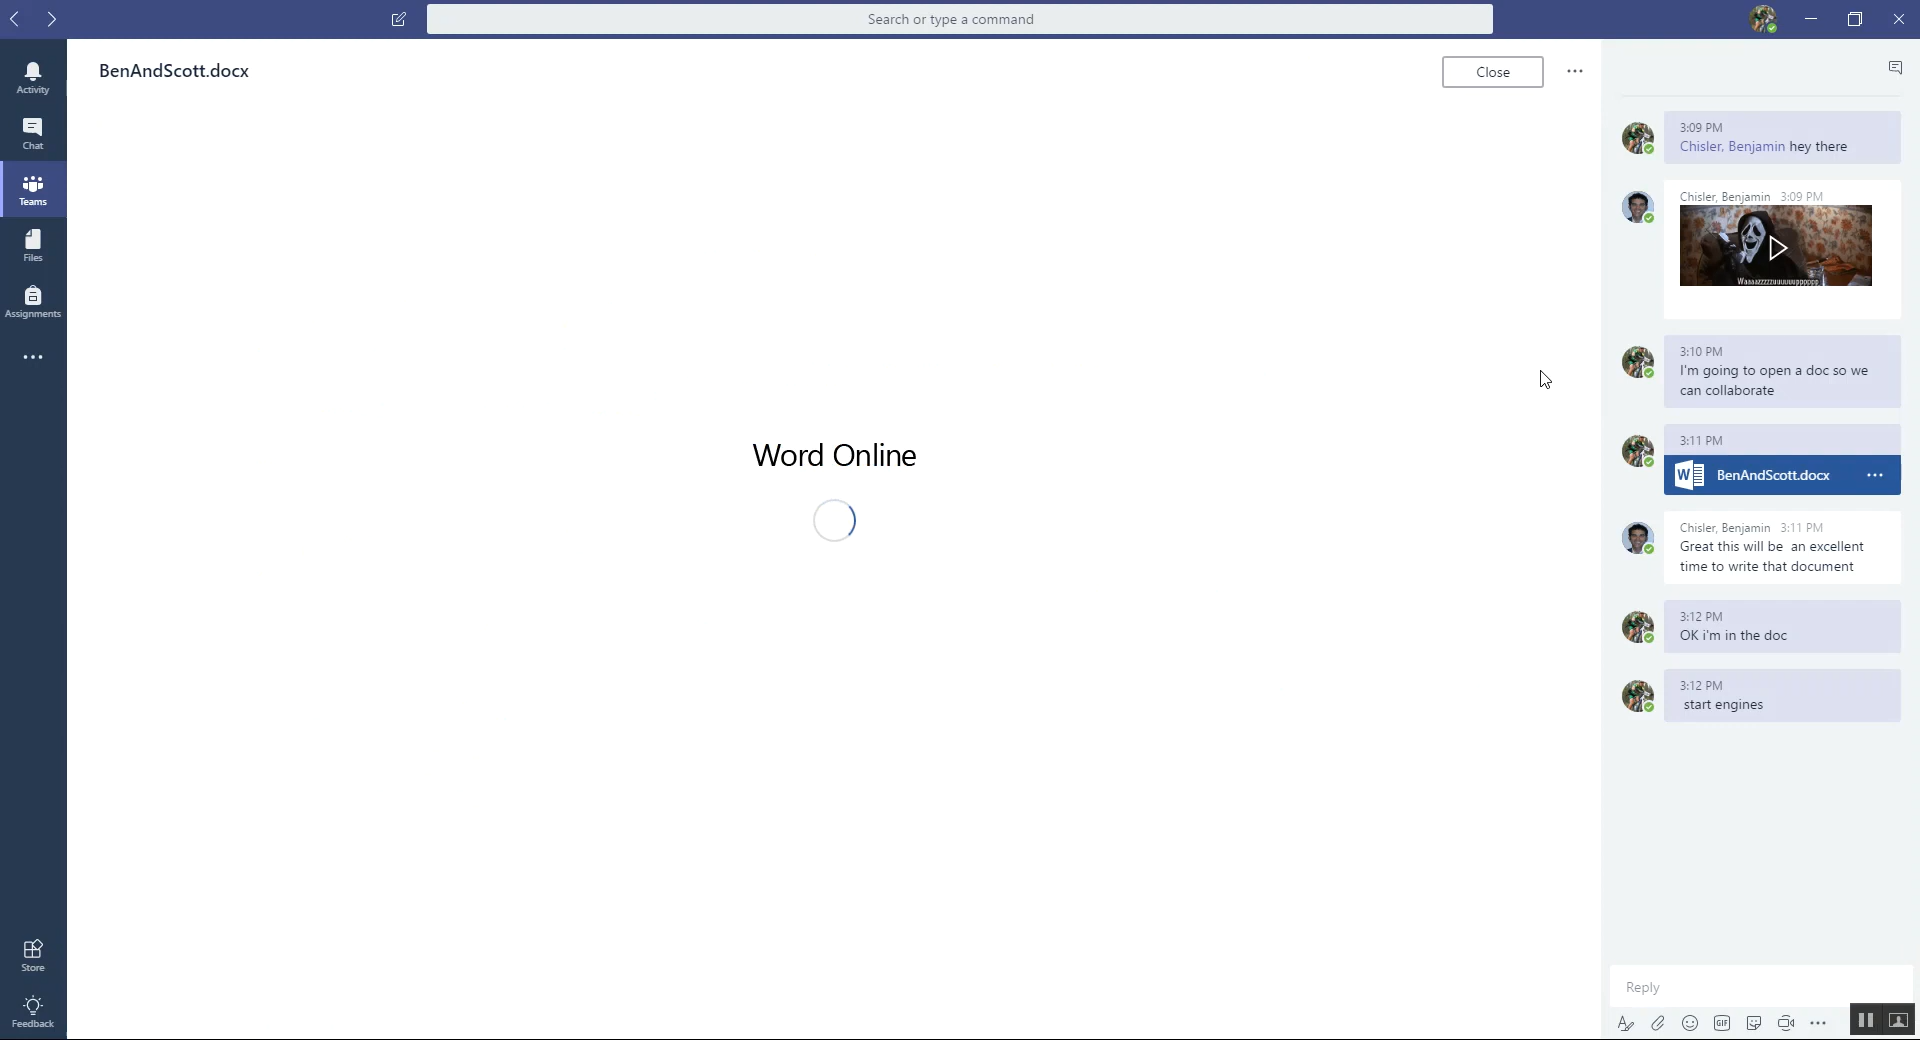 Search or type a command
Activity
Chat
Teams
Files
Assignments
Store
Feedback
BenAndScott.docx
Close
Word Online
3:09 PM
Chisler, Benjamin hey there
Chisler, Benjamin 3:09 PM
3:10 PM
I'm going to open a doc so we
can collaborate
3:11 PM
W BenAndScott.docx
Chisler, Benjamin 3:11 PM
Great this will be  an excellent
time to write that document
3:12 PM
OK i'm in the doc
3:12 PM
start engines
Reply
GIF